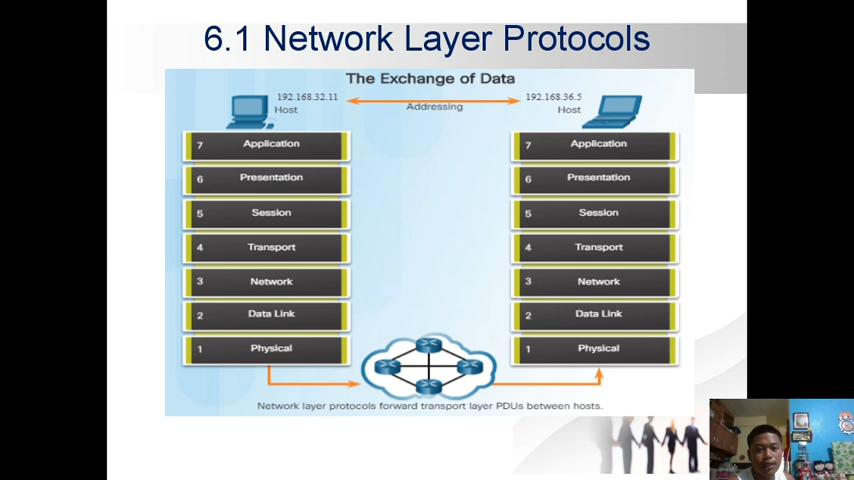 6.1 Network Layer Protocols
The Exchange of Data
192.168.32.11
Host
Addressing
192.168.36.5
Host
7 Application
6 Presentation
5 Session
4 Transport
3 Network
2 Data Link
1 Physical
7 Application
6 Presentation
5 Session
4 Transport
3 Network
2 Data Link
1 Physical
Network layer protocols forward transport layer PDUs between hosts.